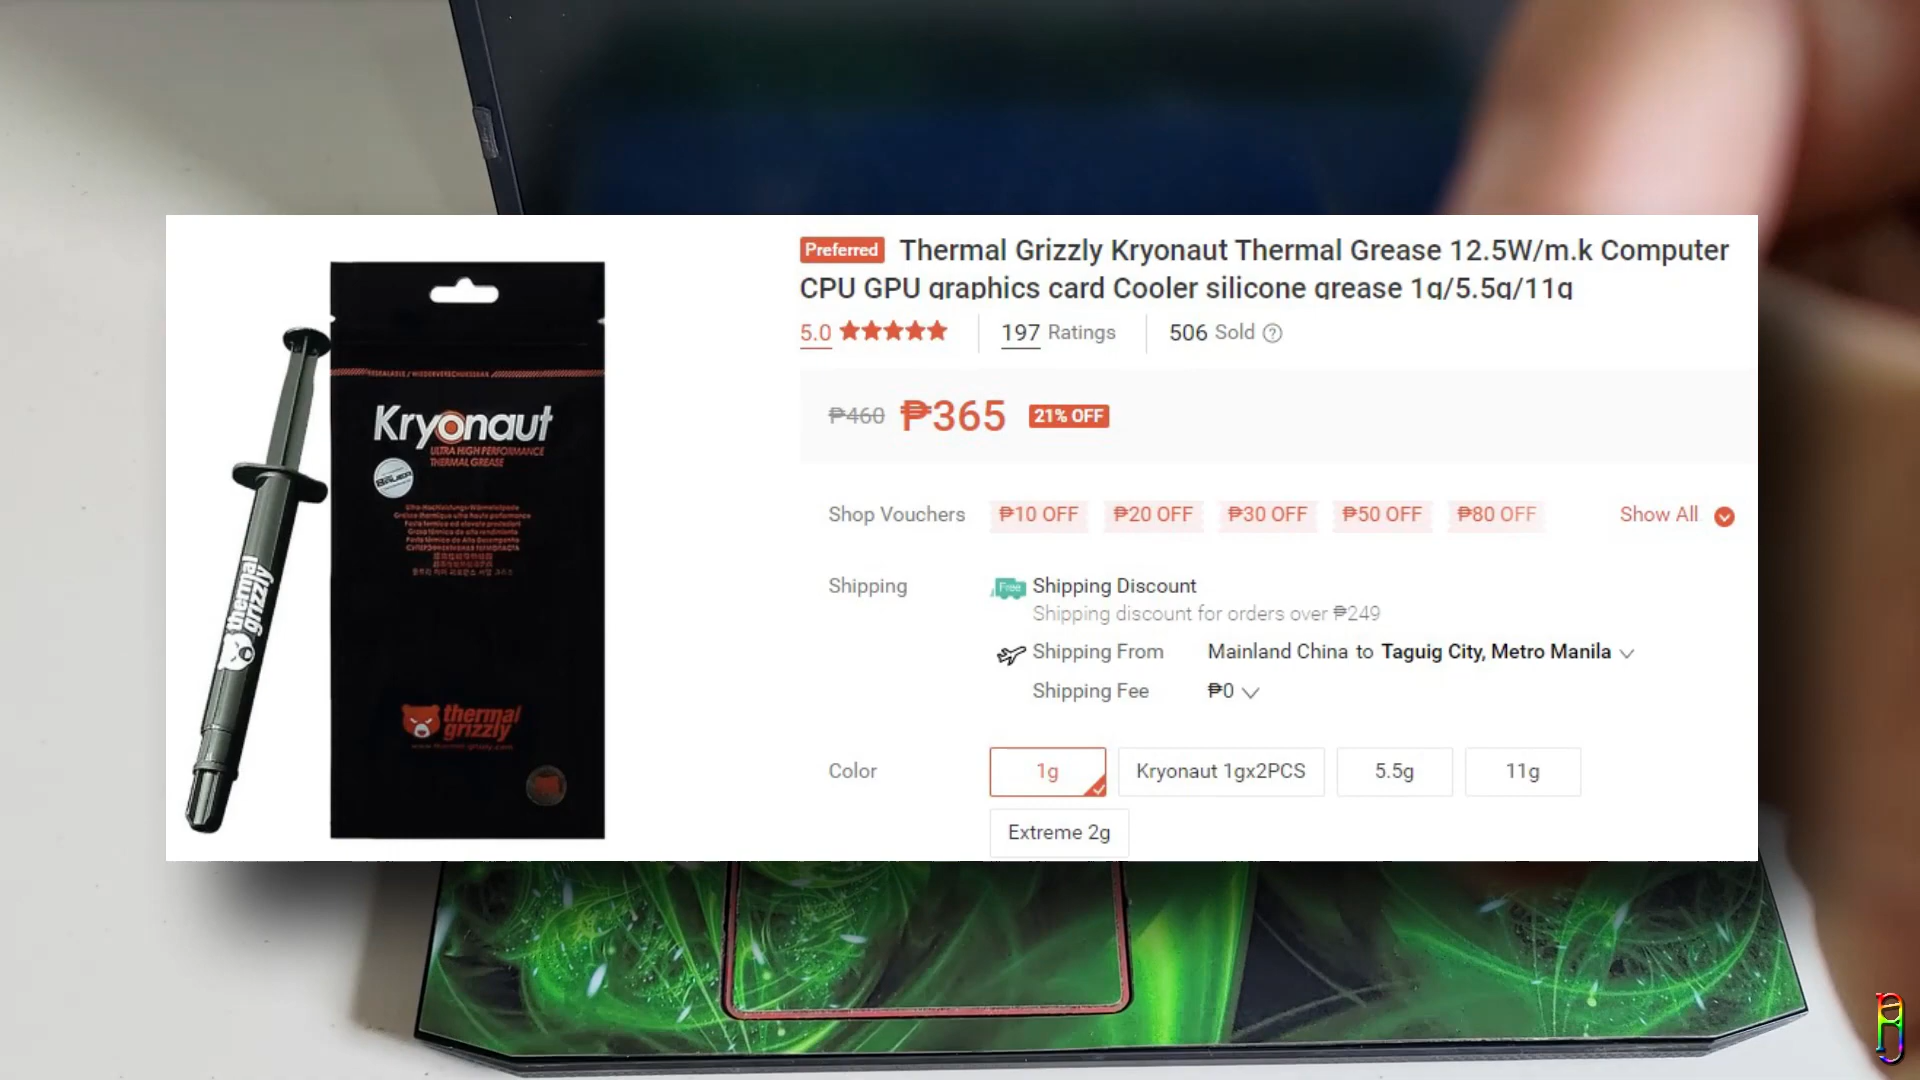 Preferred Thermal Grizzly Kryonaut Thermal Grease 12.5W/m.k Computer
CPU GPU graphics card Cooler silicone grease 1g/5.5g/11g
5.0 197 Ratings 506 Sold
₱460 ₱365 21% OFF
Shop Vouchers ₱10 OFF ₱20 OFF ₱30 OFF ₱50 OFF ₱80 OFF Show All
Shipping Free Shipping Discount
Shipping discount for orders over ₱249
Shipping From Mainland China to Taguig City, Metro Manila
Shipping Fee ₱0
Color 1g Kryonaut 1gx2PCS 5.5g 11g
Extreme 2g
Kryonaut
ULTRA HIGH PERFORMANCE
THERMAL GREASE
thermal
grizzly
thermal
grizzly